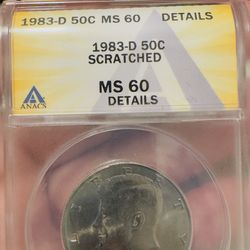 1983-D 50C MS 60 DETAILS
1983-D 50C
SCRATCHED
MS 60
DETAILS
ANACS
LIBERTY